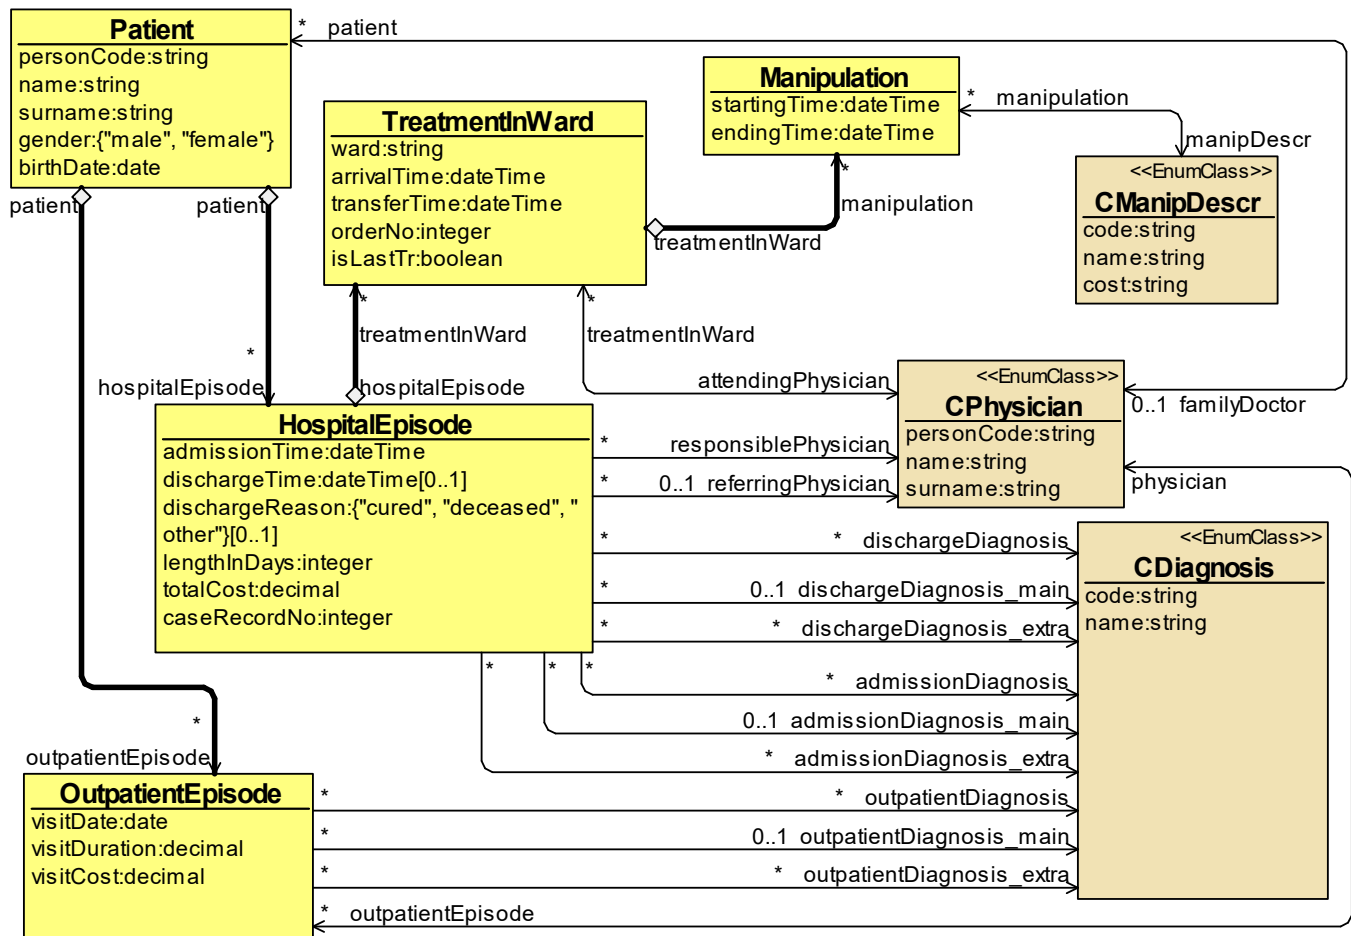 Patient
personCode:string
name:string
surname:string
gender:{"male", "female"}
birthDate:date
* patient
patient
patient
TreatmentInWard
ward:string
arrivalTime:dateTime
transferTime:dateTime
orderNo:integer
isLastTr:boolean
Manipulation
startingTime:dateTime
endingTime:dateTime
* manipulation
manipDescr
*
manipulation
treatmentInWard
<<EnumClass>>
CManipDescr
code:string
name:string
cost:string
*
treatmentInWard
*
treatmentInWard
*
hospitalEpisode
hospitalEpisode
attendingPhysician
<<EnumClass>>
CPhysician
personCode:string
name:string
surname:string
0..1 familyDoctor
physician
HospitalEpisode
admissionTime:dateTime
dischargeTime:dateTime[0..1]
dischargeReason:{"cured", "deceased", "
other"}[0..1]
lengthInDays:integer
totalCost:decimal
caseRecordNo:integer
* responsiblePhysician
* 0..1 referringPhysician
* * dischargeDiagnosis
* 0..1 dischargeDiagnosis_main
* * dischargeDiagnosis_extra
* * admissionDiagnosis
* 0..1 admissionDiagnosis_main
* * admissionDiagnosis_extra
<<EnumClass>>
CDiagnosis
code:string
name:string
*
outpatientEpisode
OutpatientEpisode
visitDate:date
visitDuration:decimal
visitCost:decimal
* * outpatientDiagnosis
* 0..1 outpatientDiagnosis_main
* * outpatientDiagnosis_extra
* outpatientEpisode